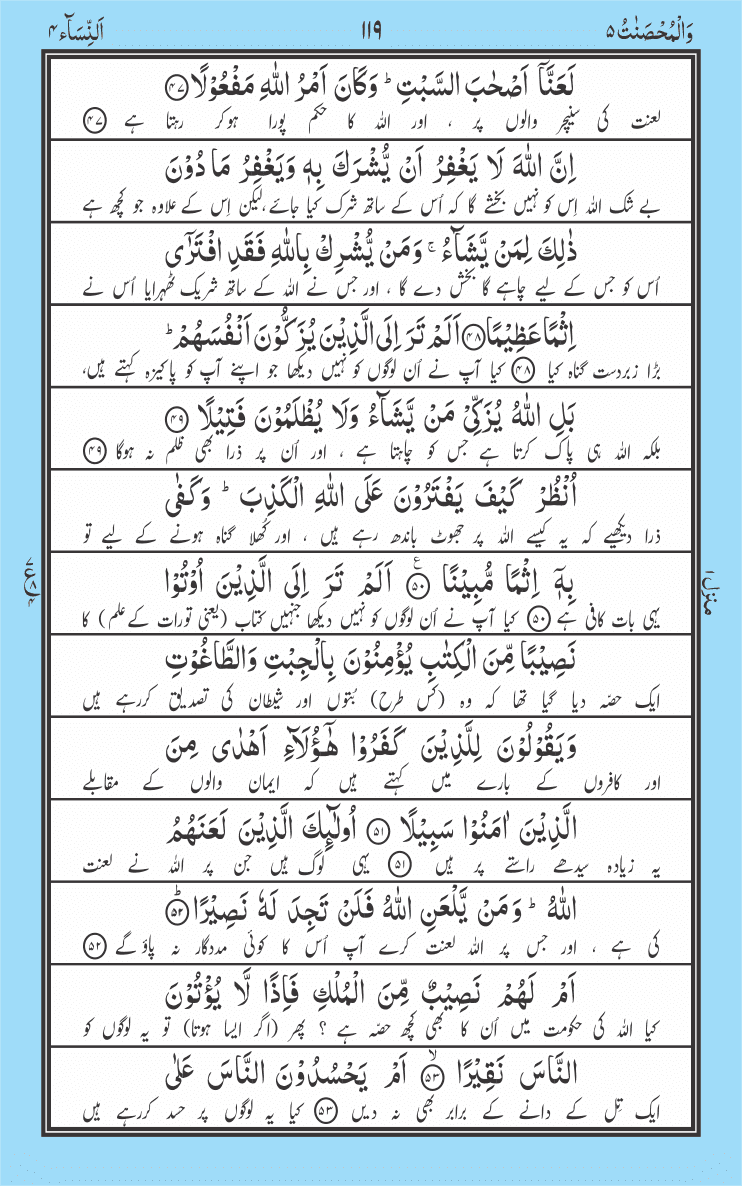 وَالْمُحْصَنٰتُ ۵ ۱۱۹ اَلنِّسَآء ۴
لَعَنَّآ اَصْحٰبَ السَّبْتِ ؕ وَكَانَ اَمْرُ اللّٰهِ مَفْعُوْلًا ۴۷
لعنت کی سنیچر والوں پر ، اور اللہ کا حکم پورا ہوکر رہتا ہے ۴۷
اِنَّ اللّٰهَ لَا يَغْفِرُ اَنْ يُّشْرَكَ بِهٖ وَيَغْفِرُ مَا دُوْنَ
بے شک اللہ اِس کو نہیں بخشے گا کہ اُس کے ساتھ شرک کیا جائے ،لیکن اِس کے علاوہ جو کچھ ہے
ذٰلِكَ لِمَنْ يَّشَآءُ ۚ وَمَنْ يُّشْرِكْ بِاللّٰهِ فَقَدِ افْتَرٰٓى
اُس کو جس کے لیے چاہے گا بخش دے گا ، اور جس نے اللہ کے ساتھ شریک ٹھہرایا اُس نے
اِثْمًا عَظِيْمًا ۴۸ اَلَمْ تَرَ اِلَى الَّذِيْنَ يُزَكُّوْنَ اَنْفُسَهُمْ ؕ
بڑا زبردست گناہ کیا ۴۸ کیا آپ نے اُن لوگوں کو نہیں دیکھا جو اپنے آپ کو پاکیزہ کہتے ہیں،
بَلِ اللّٰهُ يُزَكِّىْ مَنْ يَّشَآءُ وَلَا يُظْلَمُوْنَ فَتِيْلًا ۴۹
بلکہ اللہ ہی پاک کرتا ہے جس کو چاہتا ہے ، اور اُن پر ذرا بھی ظلم نہ ہوگا ۴۹
اُنْظُرْ كَيْفَ يَفْتَرُوْنَ عَلَى اللّٰهِ الْكَذِبَ ؕ وَكَفٰى
ذرا دیکھیے کہ یہ کیسے اللہ پر جھوٹ باندھ رہے ہیں ، اور کُھلا گناہ ہونے کے لیے تو
بِهٖٓ اِثْمًا مُّبِيْنًا ۵۰ اَلَمْ تَرَ اِلَى الَّذِيْنَ اُوْتُوْا
یہی بات کافی ہے ۵۰ کیا آپ نے اُن لوگوں کو نہیں دیکھا جنہیں کتاب (یعنی تورات کے علم) کا
نَصِيْبًا مِّنَ الْكِتٰبِ يُؤْمِنُوْنَ بِالْجِبْتِ وَالطَّاغُوْتِ
ایک حصّہ دیا گیا تھا کہ وہ (کس طرح) بُتوں اور شیطان کی تصدیق کررہے ہیں
وَيَقُوْلُوْنَ لِلَّذِيْنَ كَفَرُوْا هٰٓؤُلَآءِ اَهْدٰى مِنَ
اور کافروں کے بارے میں کہتے ہیں کہ ایمان والوں کے مقابلے
الَّذِيْنَ اٰمَنُوْا سَبِيْلًا ۵۱ اُولٰٓئِكَ الَّذِيْنَ لَعَنَهُمُ
یہ زیادہ سیدھے راستے پر ہیں ۵۱ یہی لوگ ہیں جن پر اللہ نے لعنت
اللّٰهُ ؕ وَمَنْ يَّلْعَنِ اللّٰهُ فَلَنْ تَجِدَ لَهٗ نَصِيْرًا ؕ ۵۲
کی ہے ، اور جس پر اللہ لعنت کرے آپ اُس کا کوئی مددگار نہ پاؤ گے ۵۲
اَمْ لَهُمْ نَصِيْبٌ مِّنَ الْمُلْكِ فَاِذًا لَّا يُؤْتُوْنَ
کیا اللہ کی حکومت میں اُن کا بھی کچھ حصّہ ہے ؟ پھر (اگر ایسا ہوتا) تو یہ لوگوں کو
النَّاسَ نَقِيْرًا ۙ ۵۳ اَمْ يَحْسُدُوْنَ النَّاسَ عَلٰى
ایک تِل کے دانے کے برابر بھی نہ دیں ۵۳ کیا یہ لوگوں پر حسد کررہے ہیں
منزل ۱